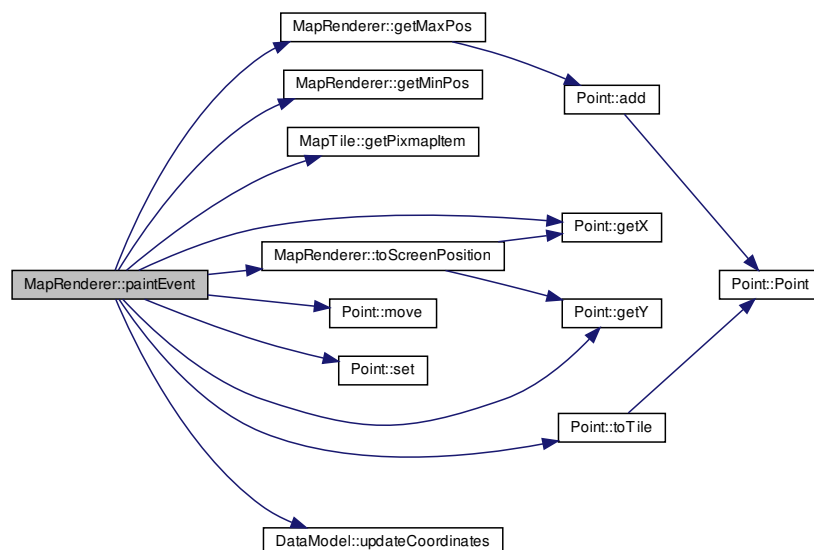 MapRenderer::getMaxPos
MapRenderer::getMinPos
Point::add
MapTile::getPixmapItem
Point::getX
MapRenderer::toScreenPosition
MapRenderer::paintEvent
Point::Point
Point::move
Point::getY
Point::set
Point::toTile
DataModel::updateCoordinates